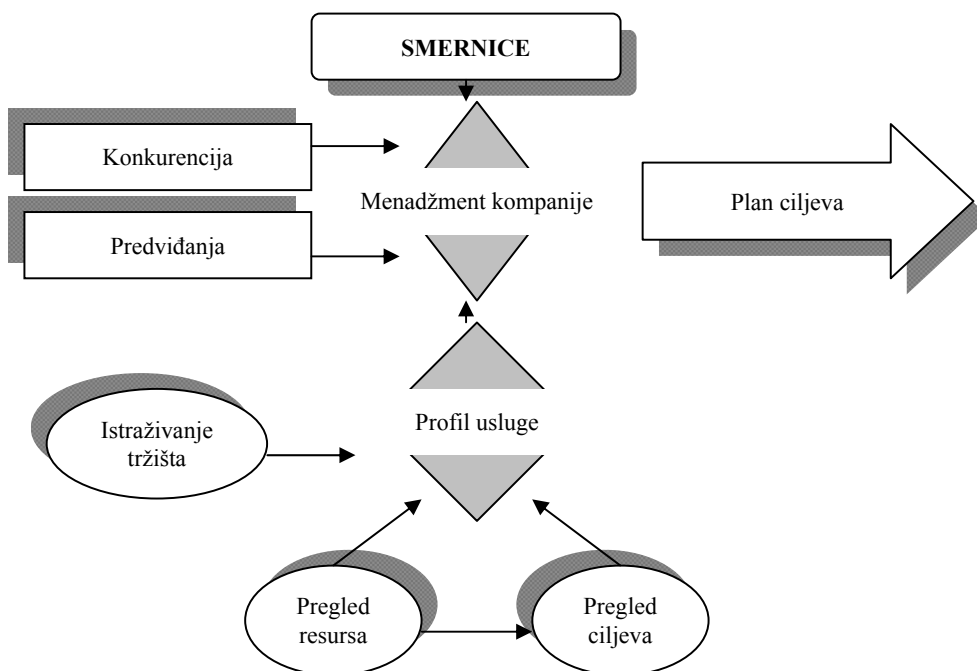 SMERNICE
Konkurencija
Menadžment kompanije
Plan ciljeva
Predviđanja
Istraživanje
tržišta
Profil usluge
Pregled
resursa
Pregled
ciljeva